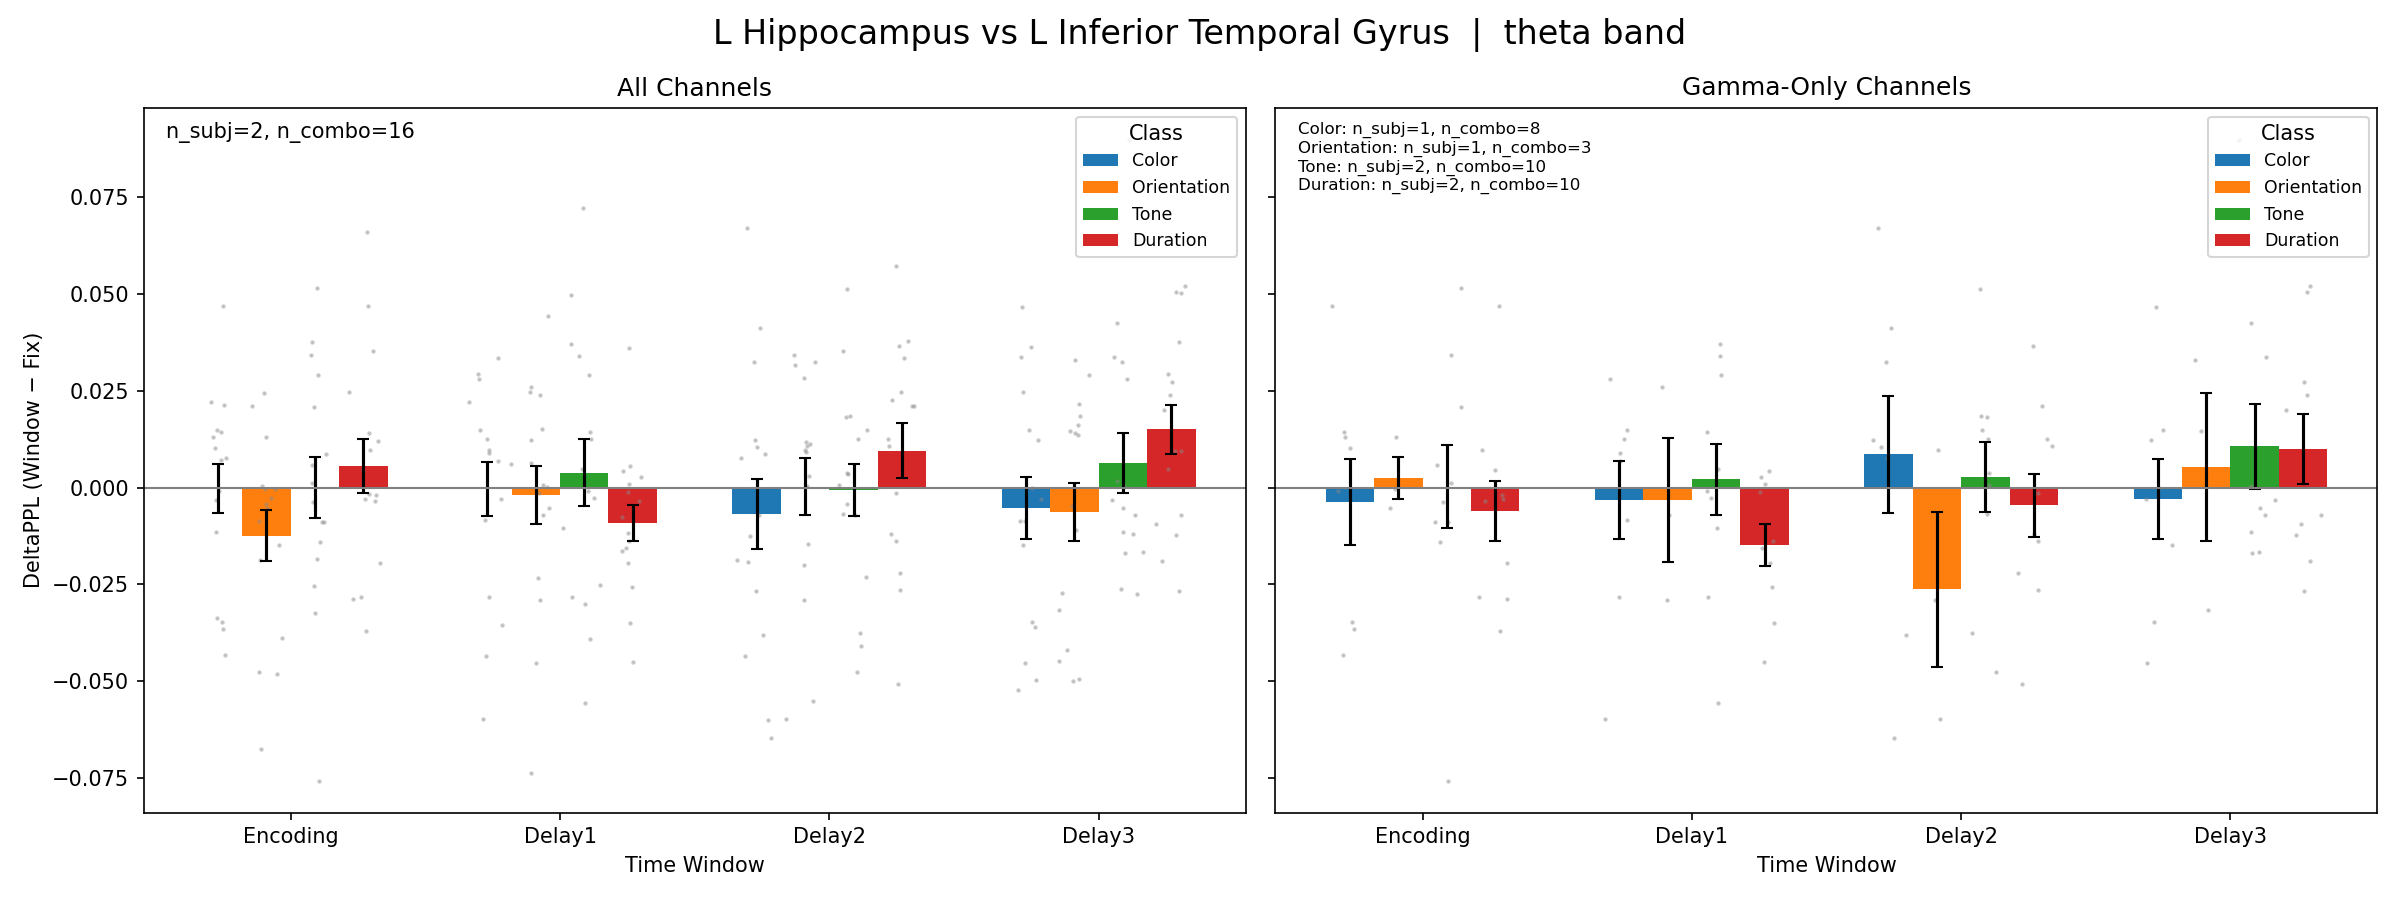 L Hippocampus vs L Inferior Temporal Gyrus | theta band
All Channels
n_subj=2, n_combo=16
Class
Color
Orientation
Tone
Duration
DeltaPPL (Window − Fix)
0.075
0.050
0.025
0.000
−0.025
−0.050
−0.075
Encoding
Delay1
Delay2
Delay3
Time Window
Gamma-Only Channels
Color: n_subj=1, n_combo=8
Orientation: n_subj=1, n_combo=3
Tone: n_subj=2, n_combo=10
Duration: n_subj=2, n_combo=10
Class
Color
Orientation
Tone
Duration
Encoding
Delay1
Delay2
Delay3
Time Window